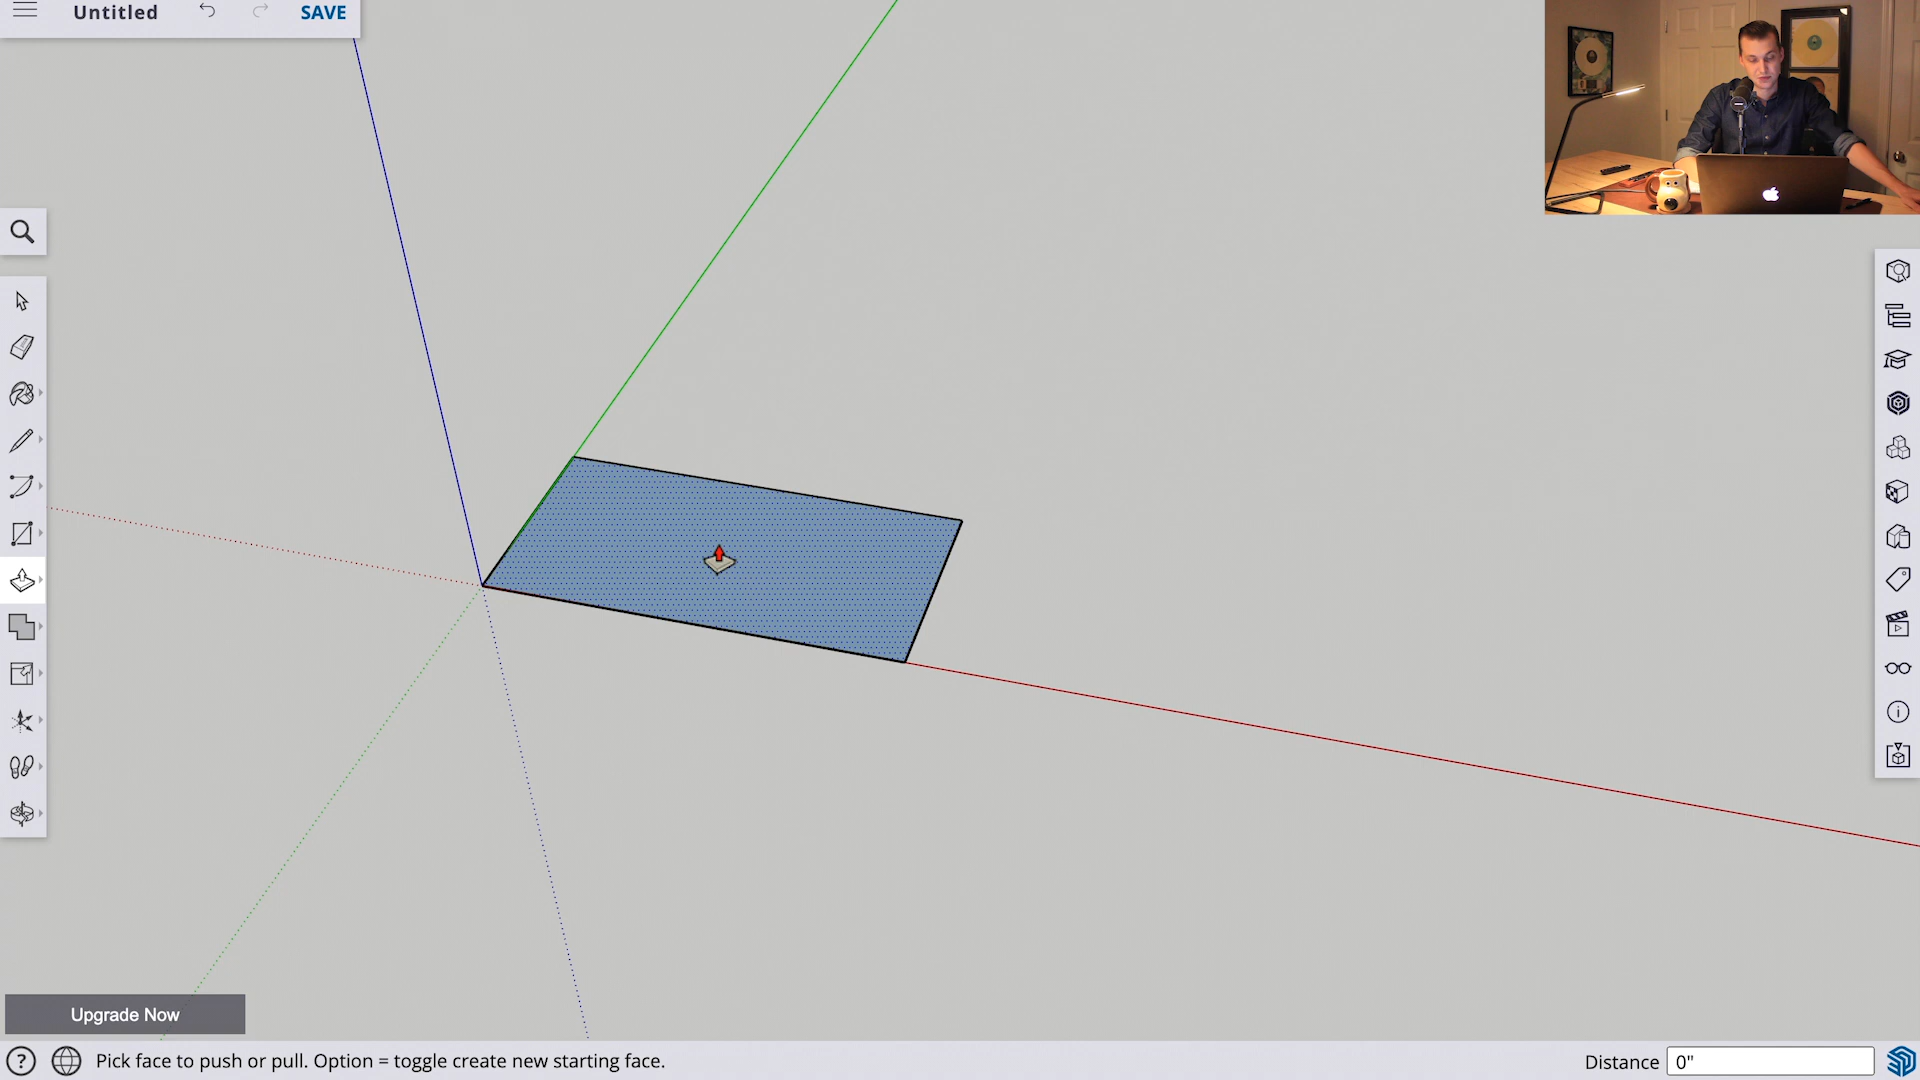 Untitled
SAVE
Upgrade Now
Pick face to push or pull. Option = toggle create new starting face.
Distance 0"